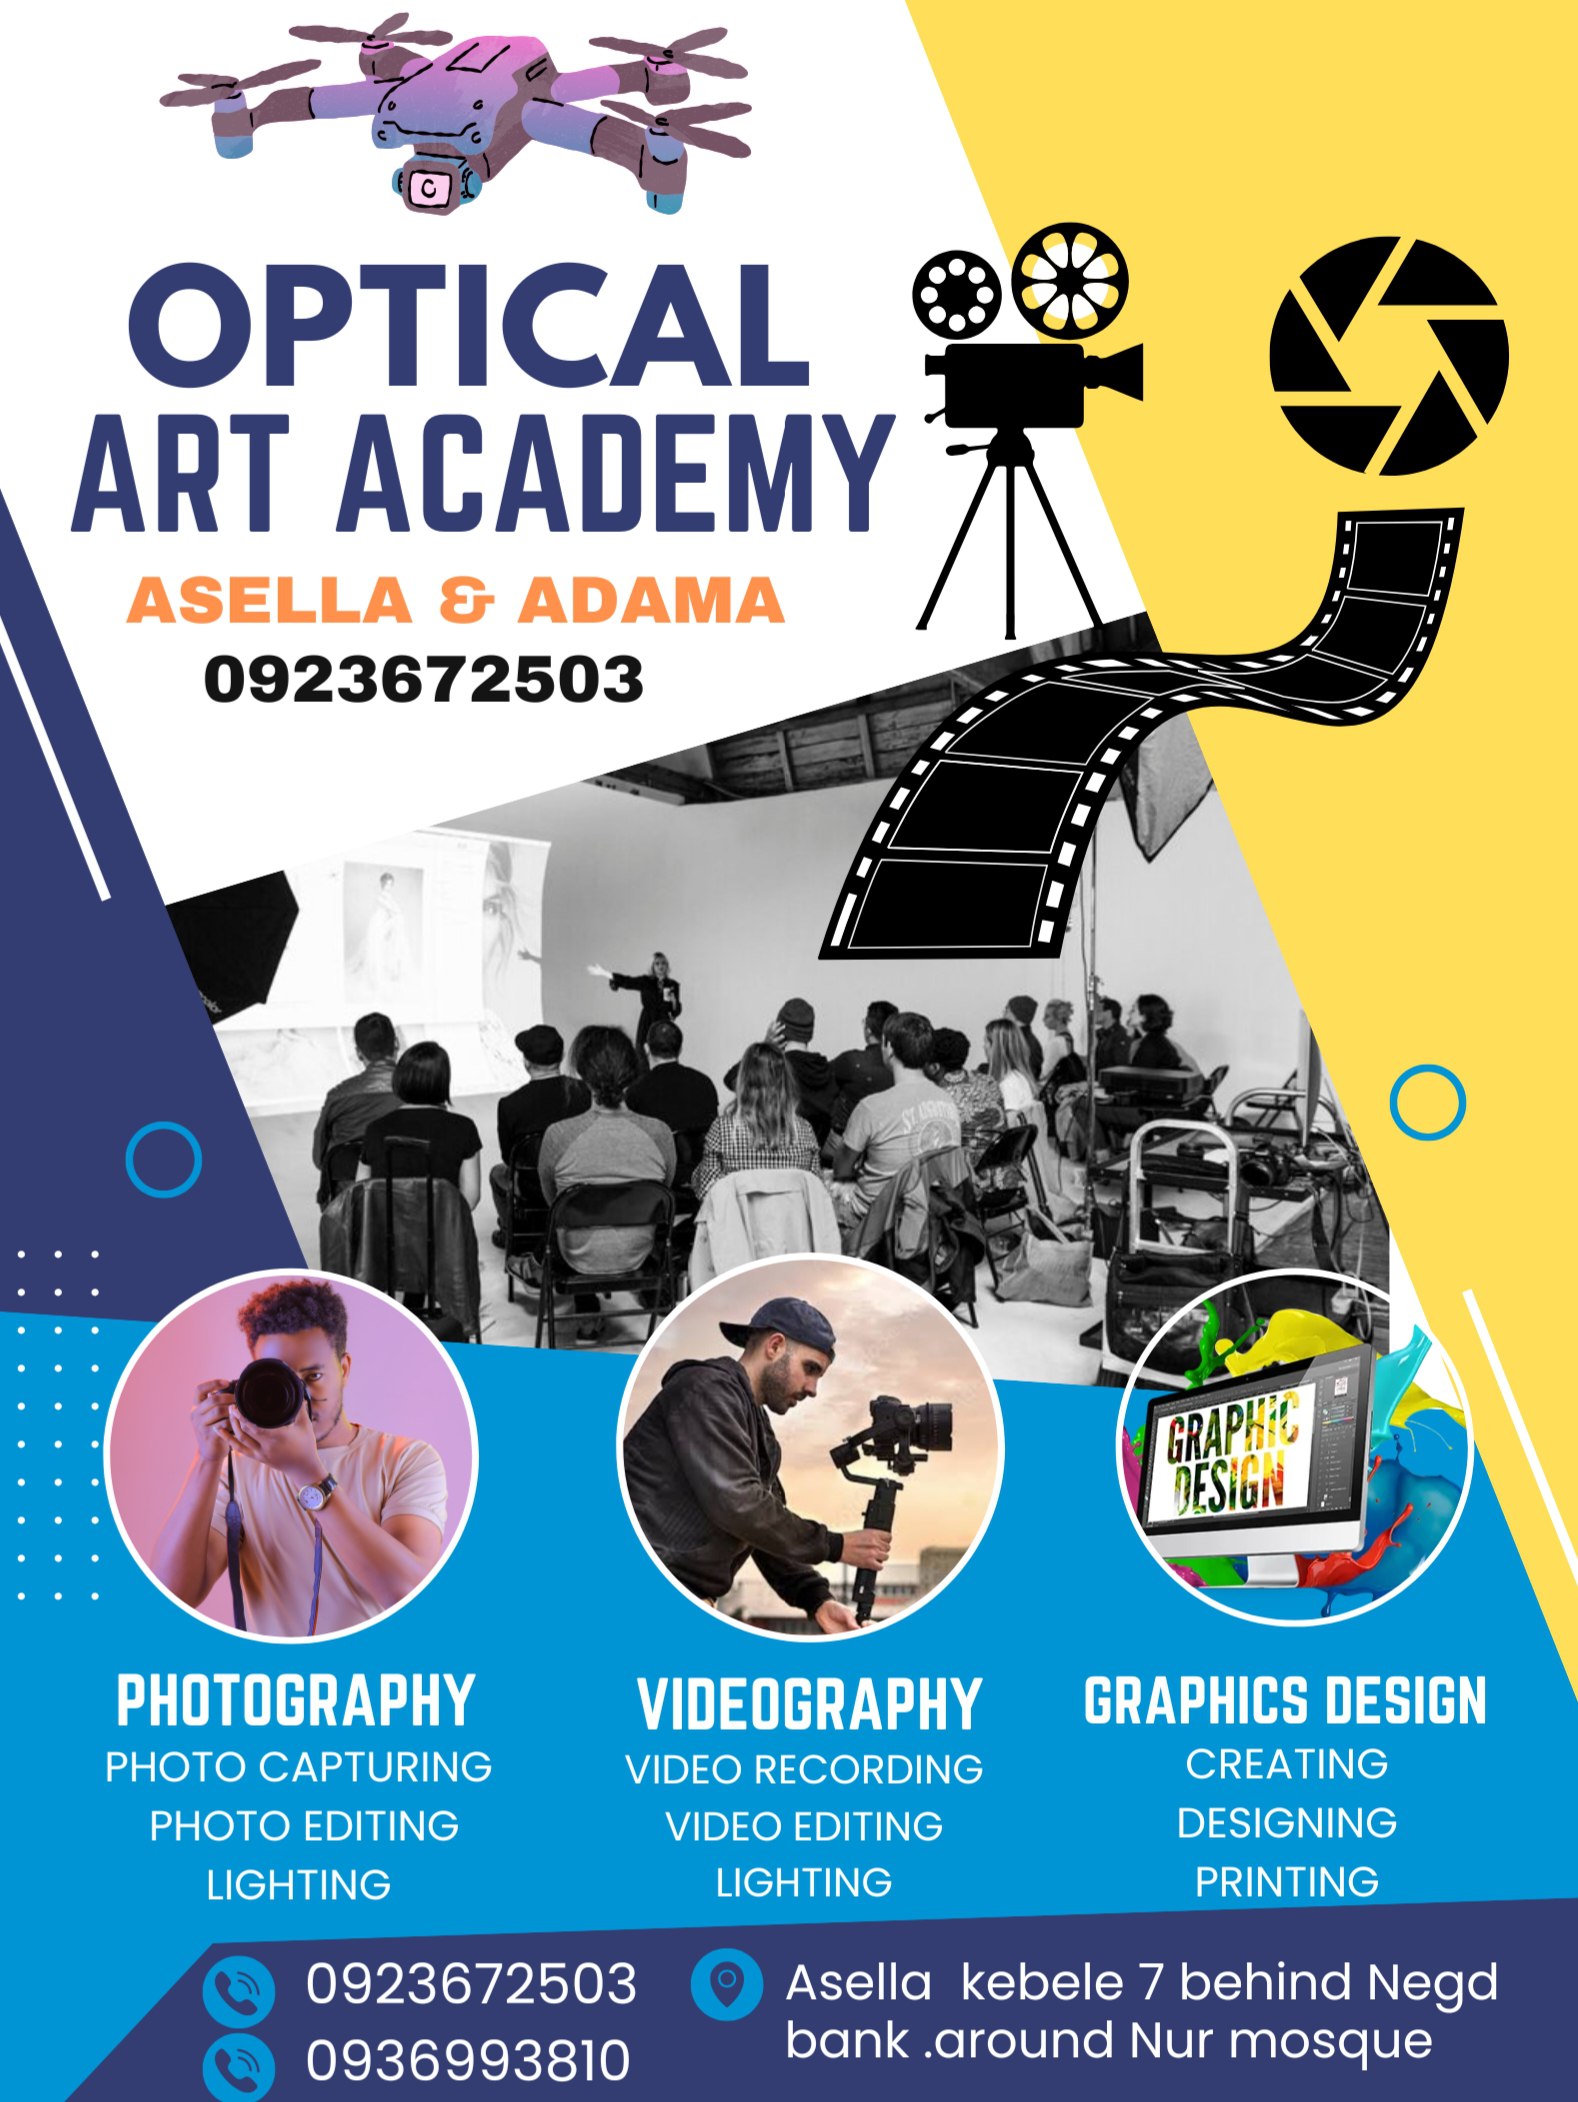 OPTICAL
ART ACADEMY
ASELLA & ADAMA
0923672503
GRAPHIC
DESIGN
PHOTOGRAPHY
PHOTO CAPTURING
PHOTO EDITING
LIGHTING
VIDEOGRAPHY
VIDEO RECORDING
VIDEO EDITING
LIGHTING
GRAPHICS DESIGN
CREATING
DESIGNING
PRINTING
0923672503
0936993810
Asella kebele 7 behind Negd
bank .around Nur mosque